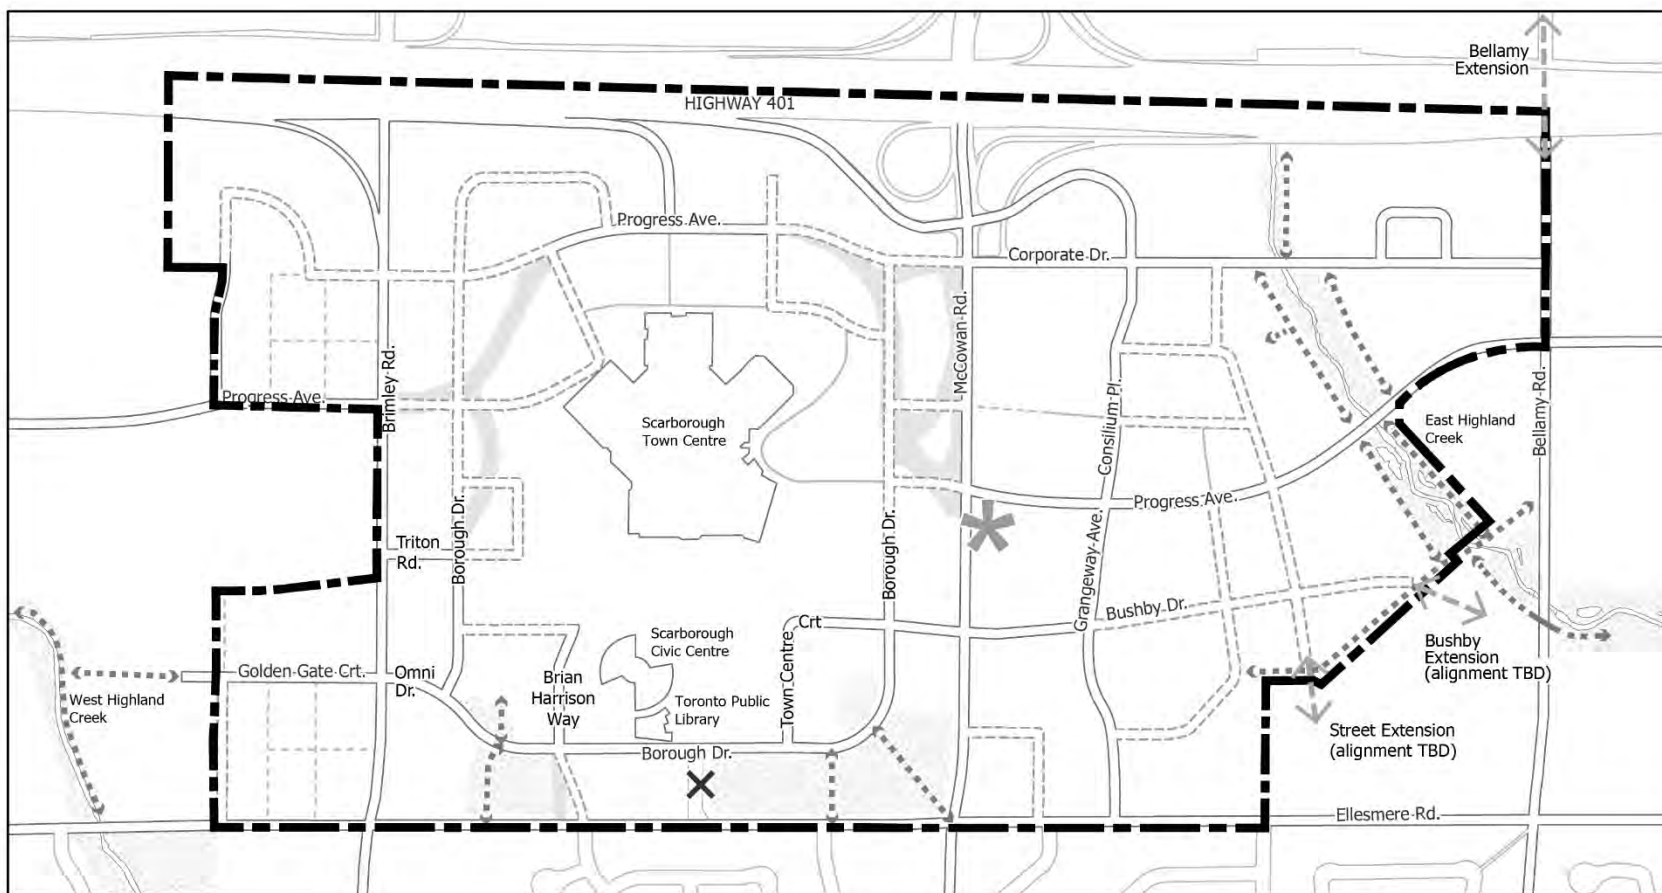 Bellamy
Extension
HIGHWAY 401
Progress Ave.
Corporate Dr.
McCowan Rd.
Brimley Rd.
Progress Ave.
Consilium Pl.
Bellamy Rd.
Scarborough
Town Centre
East Highland
Creek
Progress Ave.
Borough Dr.
Borough Dr.
Triton
Rd.
Grangeway Ave.
Bushby Dr.
Town Centre
Crt
Scarborough
Civic Centre
Golden Gate Crt.
Omni
Dr.
Brian
Harrison
Way
Toronto Public
Library
West Highland
Creek
Bushby
Extension
(alignment TBD)
Street Extension
(alignment TBD)
Borough Dr.
Ellesmere Rd.